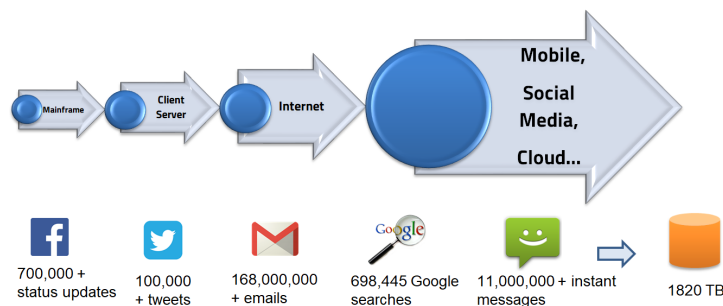 Mainframe
Client
Server
Internet
Mobile,
Social
Media,
Cloud...
Google
700,000 +
status updates
100,000
+ tweets
168,000,000
+ emails
698,445 Google
searches
11,000,000 + instant
messages
1820 TB